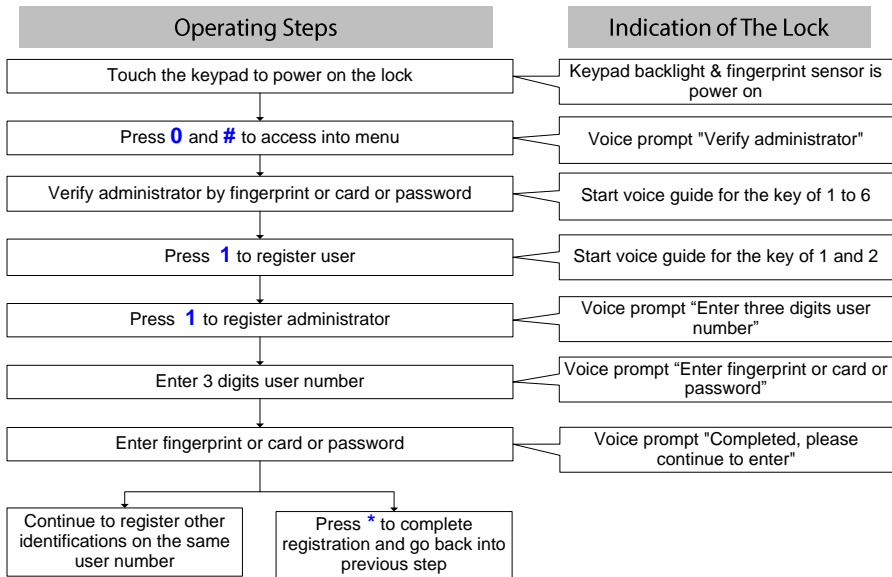 Operating Steps
Indication of The Lock
Touch the keypad to power on the lock
Keypad backlight & fingerprint sensor is
power on
Press 0 and # to access into menu
Voice prompt "Verify administrator"
Verify administrator by fingerprint or card or password
Start voice guide for the key of 1 to 6
Press 1 to register user
Start voice guide for the key of 1 and 2
Press 1 to register administrator
Voice prompt “Enter three digits user
number”
Enter 3 digits user number
Voice prompt “Enter fingerprint or card or
password”
Enter fingerprint or card or password
Voice prompt "Completed, please
continue to enter"
Continue to register other
identifications on the same
user number
Press * to complete
registration and go back into
previous step